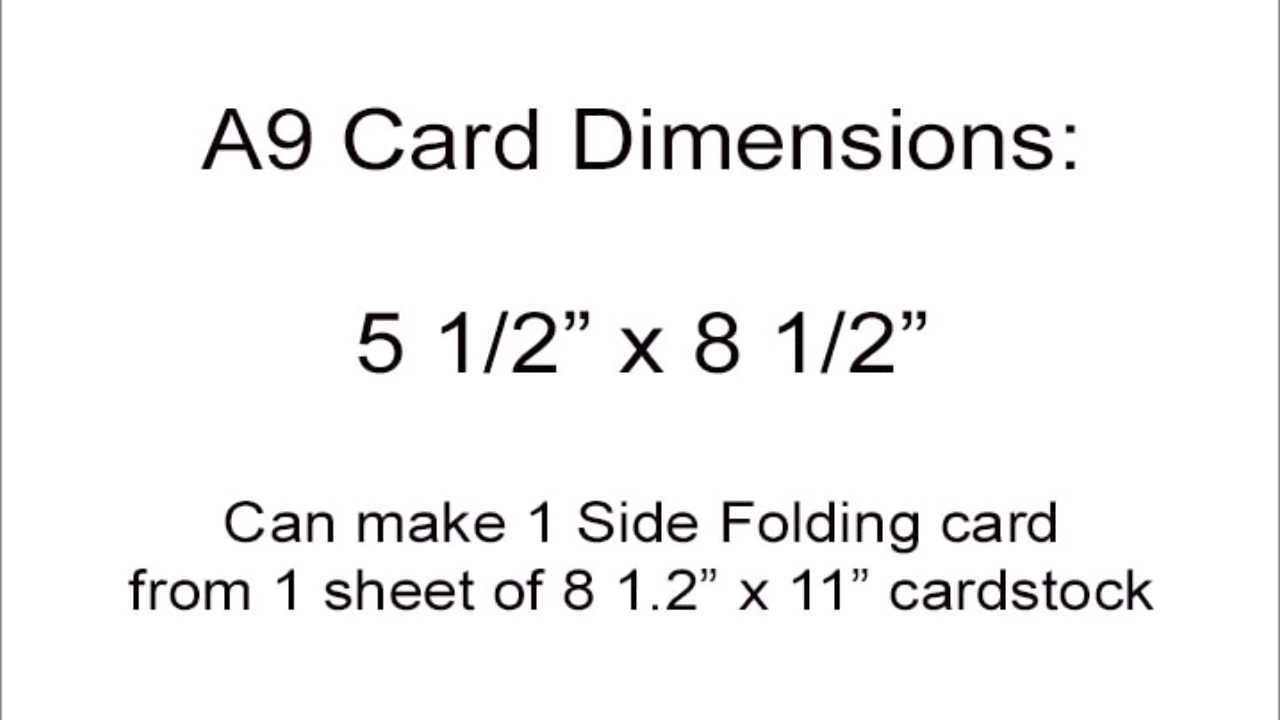 A9 Card Dimensions:
5 1/2” x 8 1/2”
Can make 1 Side Folding card
from 1 sheet of 8 1.2” x 11” cardstock